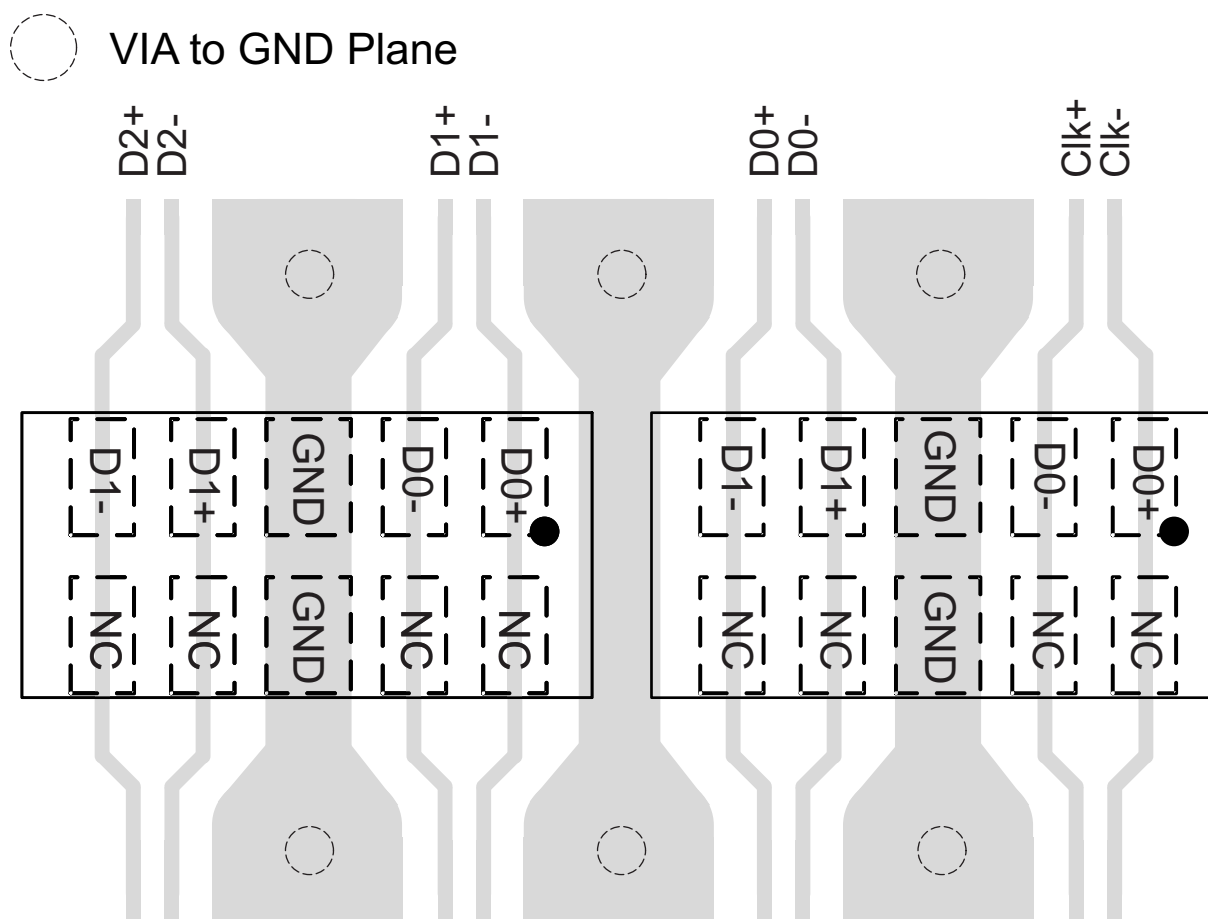 VIA to GND Plane
D2+
D2-
D1+
D1-
D0+
D0-
Clk+
Clk-
D1-
D1+
GND
D0-
D0+
D1-
D1+
GND
D0-
D0+
NC
NC
GND
NC
NC
NC
NC
GND
NC
NC